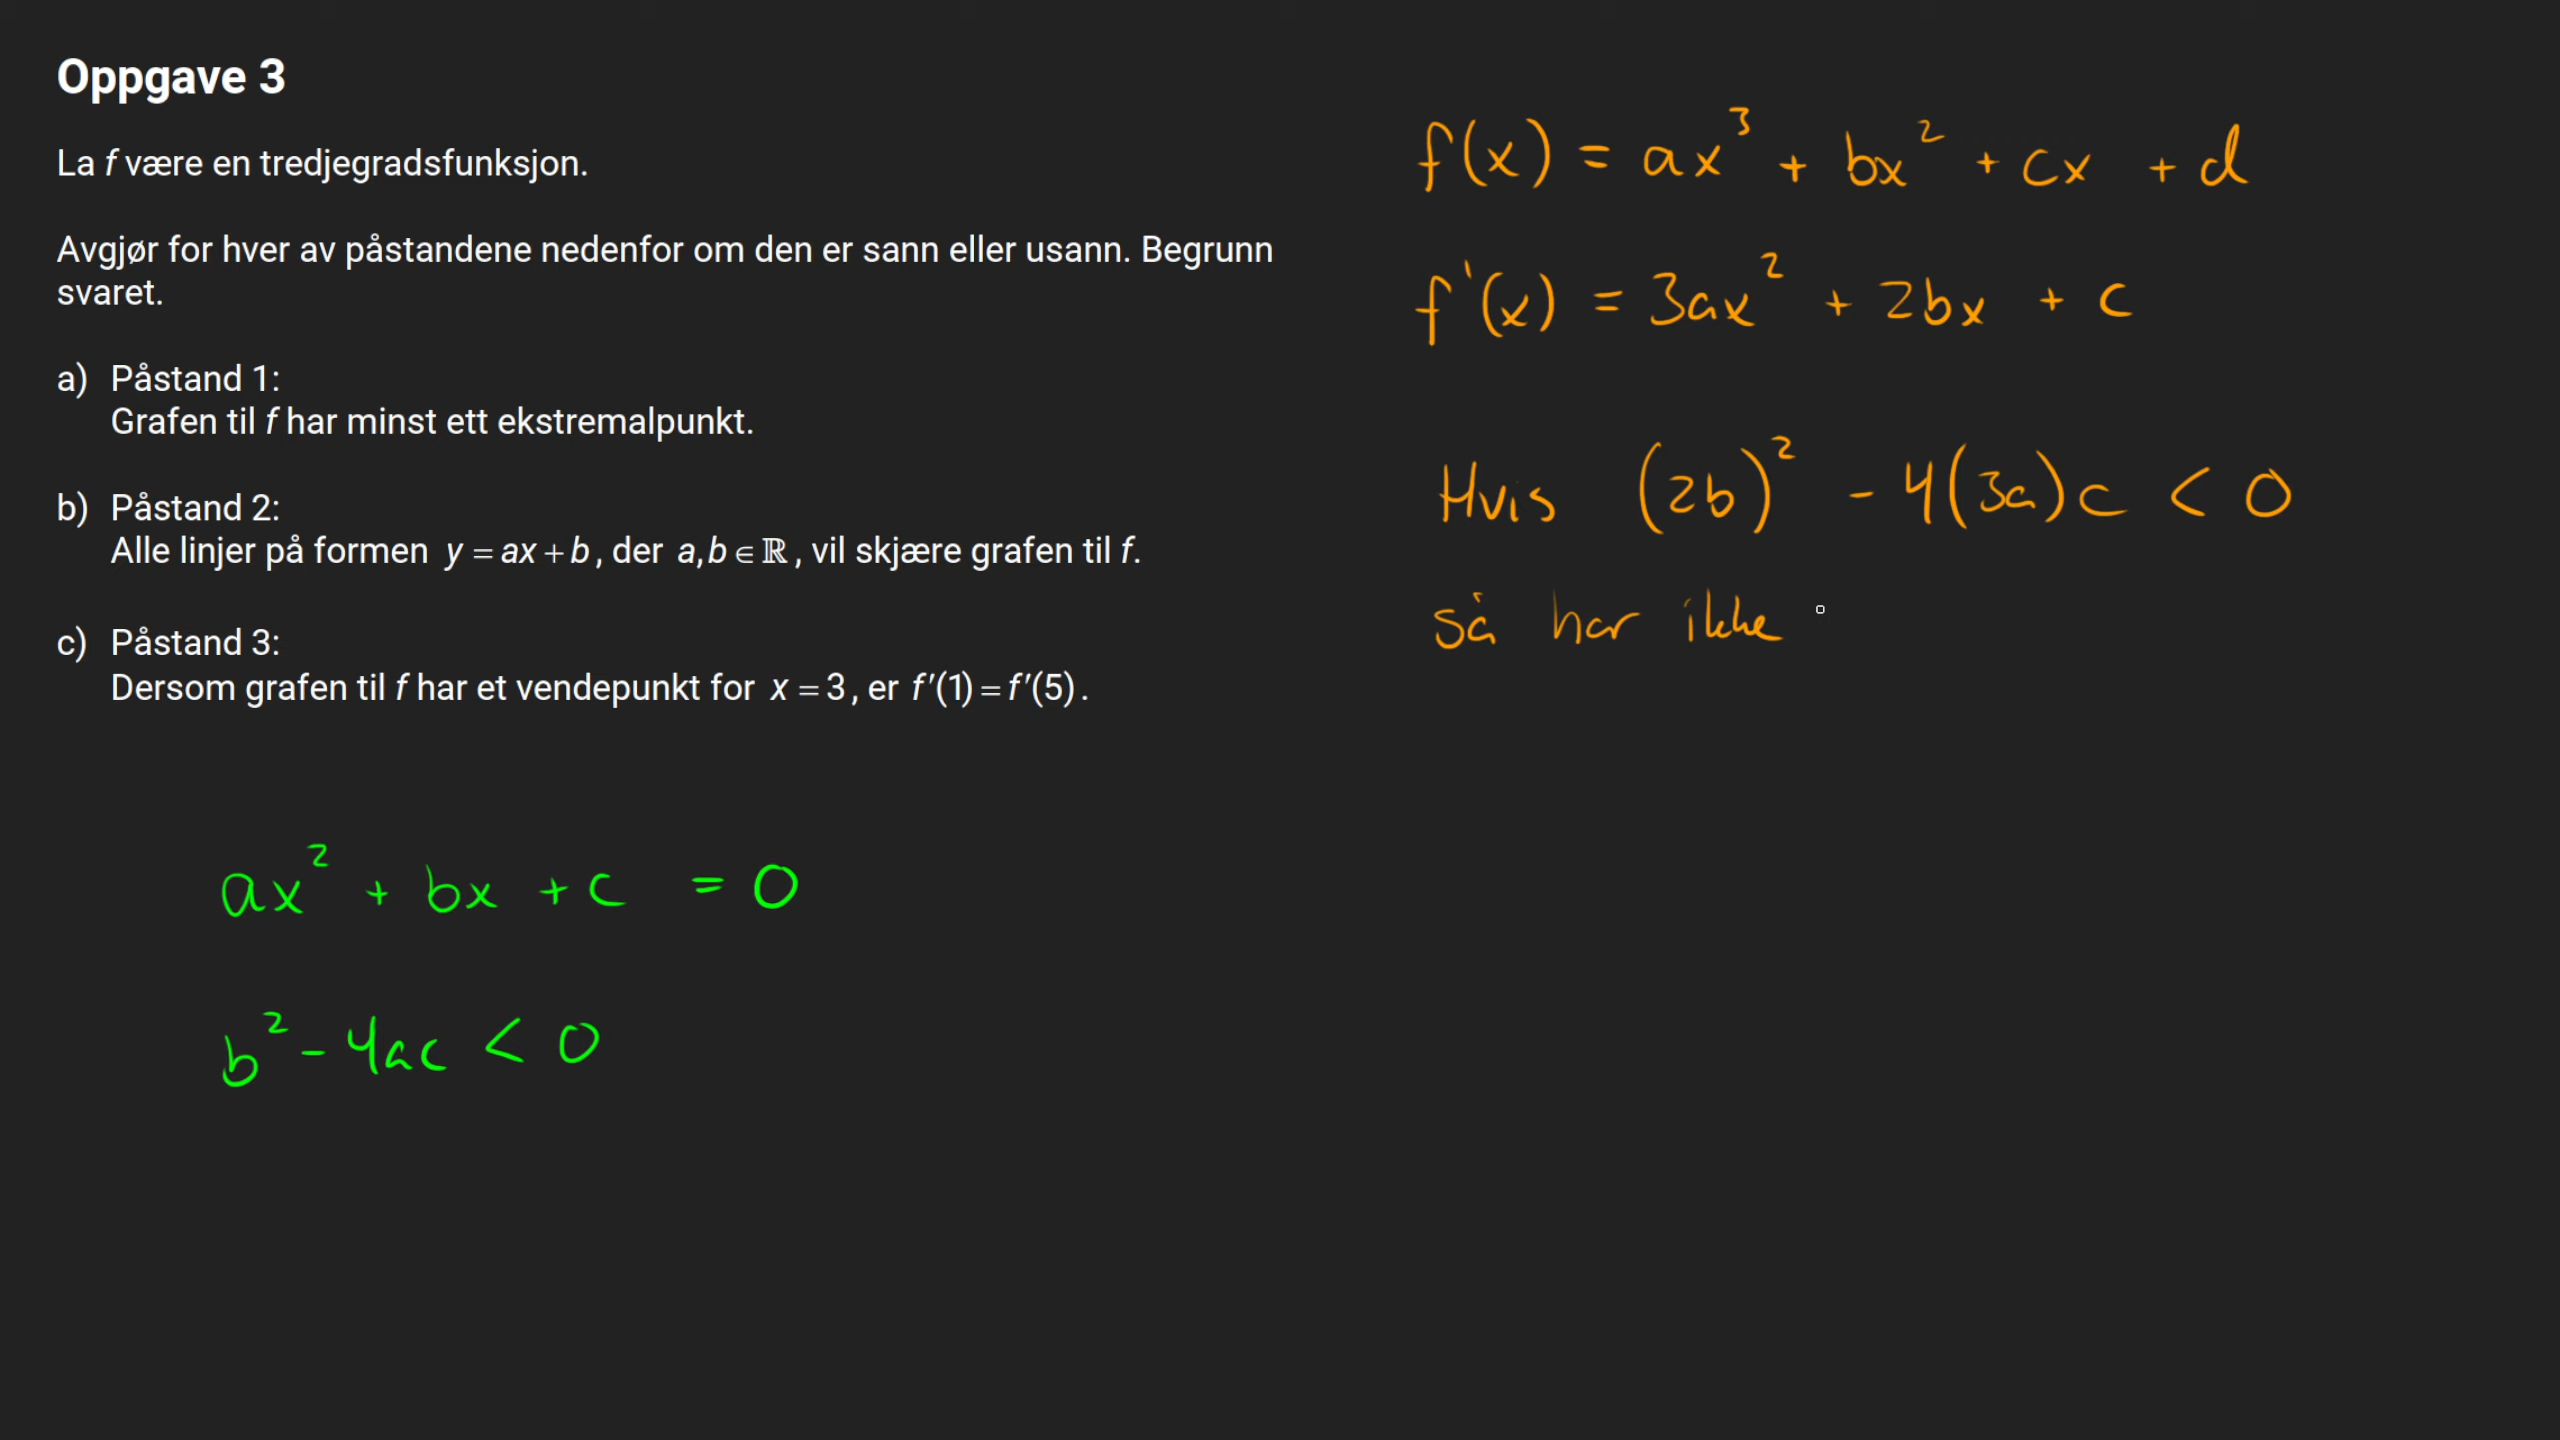 Oppgave 3
La f være en tredjegradsfunksjon.
Avgjør for hver av påstandene nedenfor om den er sann eller usann. Begrunn
svaret.
a) Påstand 1:
Grafen til f har minst ett ekstremalpunkt.
b) Påstand 2:
Alle linjer på formen y = ax + b, der a, b ∈ ℝ, vil skjære grafen til f.
c) Påstand 3:
Dersom grafen til f har et vendepunkt for x = 3, er f′(1) = f′(5).
ax² + bx + c = 0
b² - 4ac < 0
f(x) = ax³ + bx² + cx + d
f'(x) = 3ax² + 2bx + c
Hvis (2b)² - 4(3a)c < 0
så har ikke